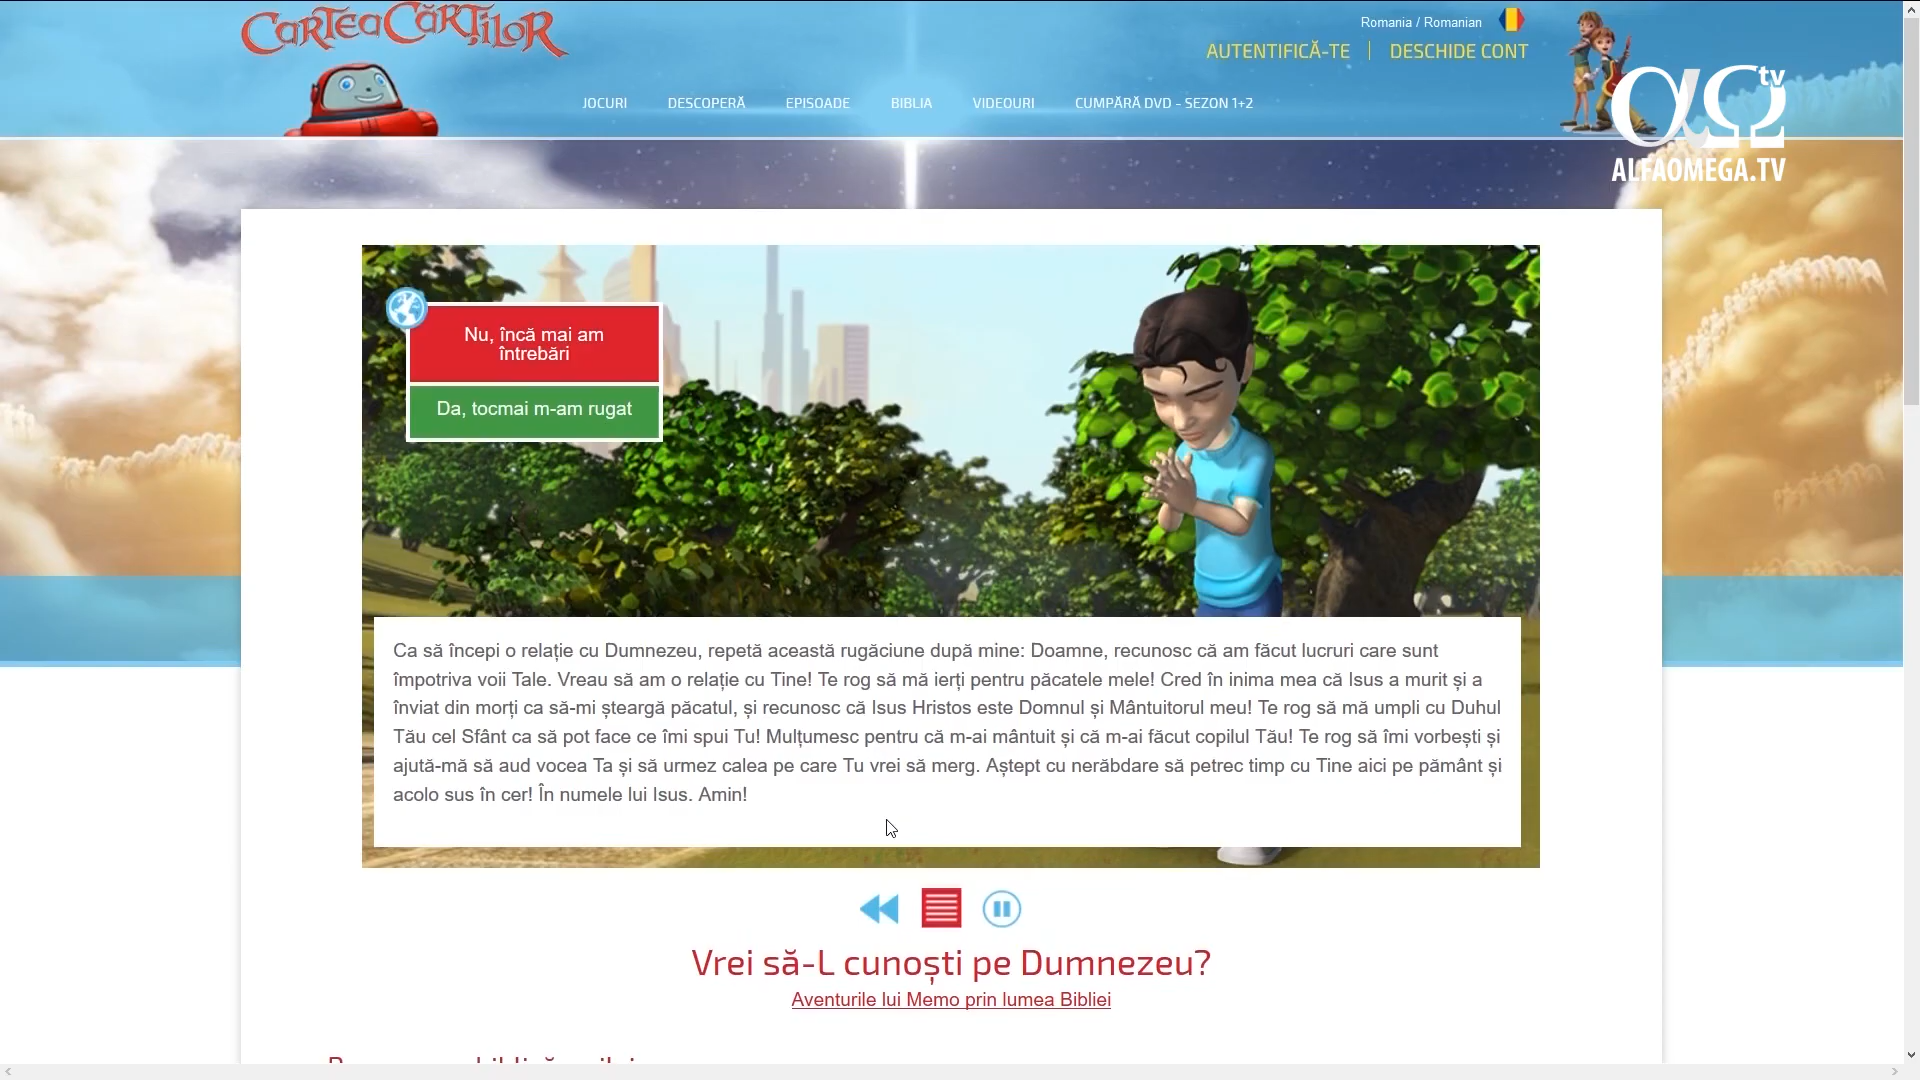 CARTEA CĂRȚILOR
Romania / Romanian
AUTENTIFICĂ-TE | DESCHIDE CONT
JOCURI DESCOPERĂ EPISOADE BIBLIA VIDEOURI CUMPĂRĂ DVD - SEZON 1+2
αΩ tv
ALFAOMEGA.TV
Nu, încă mai am
întrebări
Da, tocmai m-am rugat
Ca să începi o relație cu Dumnezeu, repetă această rugăciune după mine: Doamne, recunosc că am făcut lucruri care sunt
împotriva voii Tale. Vreau să am o relație cu Tine! Te rog să mă ierți pentru păcatele mele! Cred în inima mea că Isus a murit și a
înviat din morți ca să-mi șteargă păcatul, și recunosc că Isus Hristos este Domnul și Mântuitorul meu! Te rog să mă umpli cu Duhul
Tău cel Sfânt ca să pot face ce îmi spui Tu! Mulțumesc pentru că m-ai mântuit și că m-ai făcut copilul Tău! Te rog să îmi vorbești și
ajută-mă să aud vocea Ta și să urmez calea pe care Tu vrei să merg. Aștept cu nerăbdare să petrec timp cu Tine aici pe pământ și
acolo sus în cer! În numele lui Isus. Amin!
Vrei să-L cunoști pe Dumnezeu?
Aventurile lui Memo prin lumea Bibliei